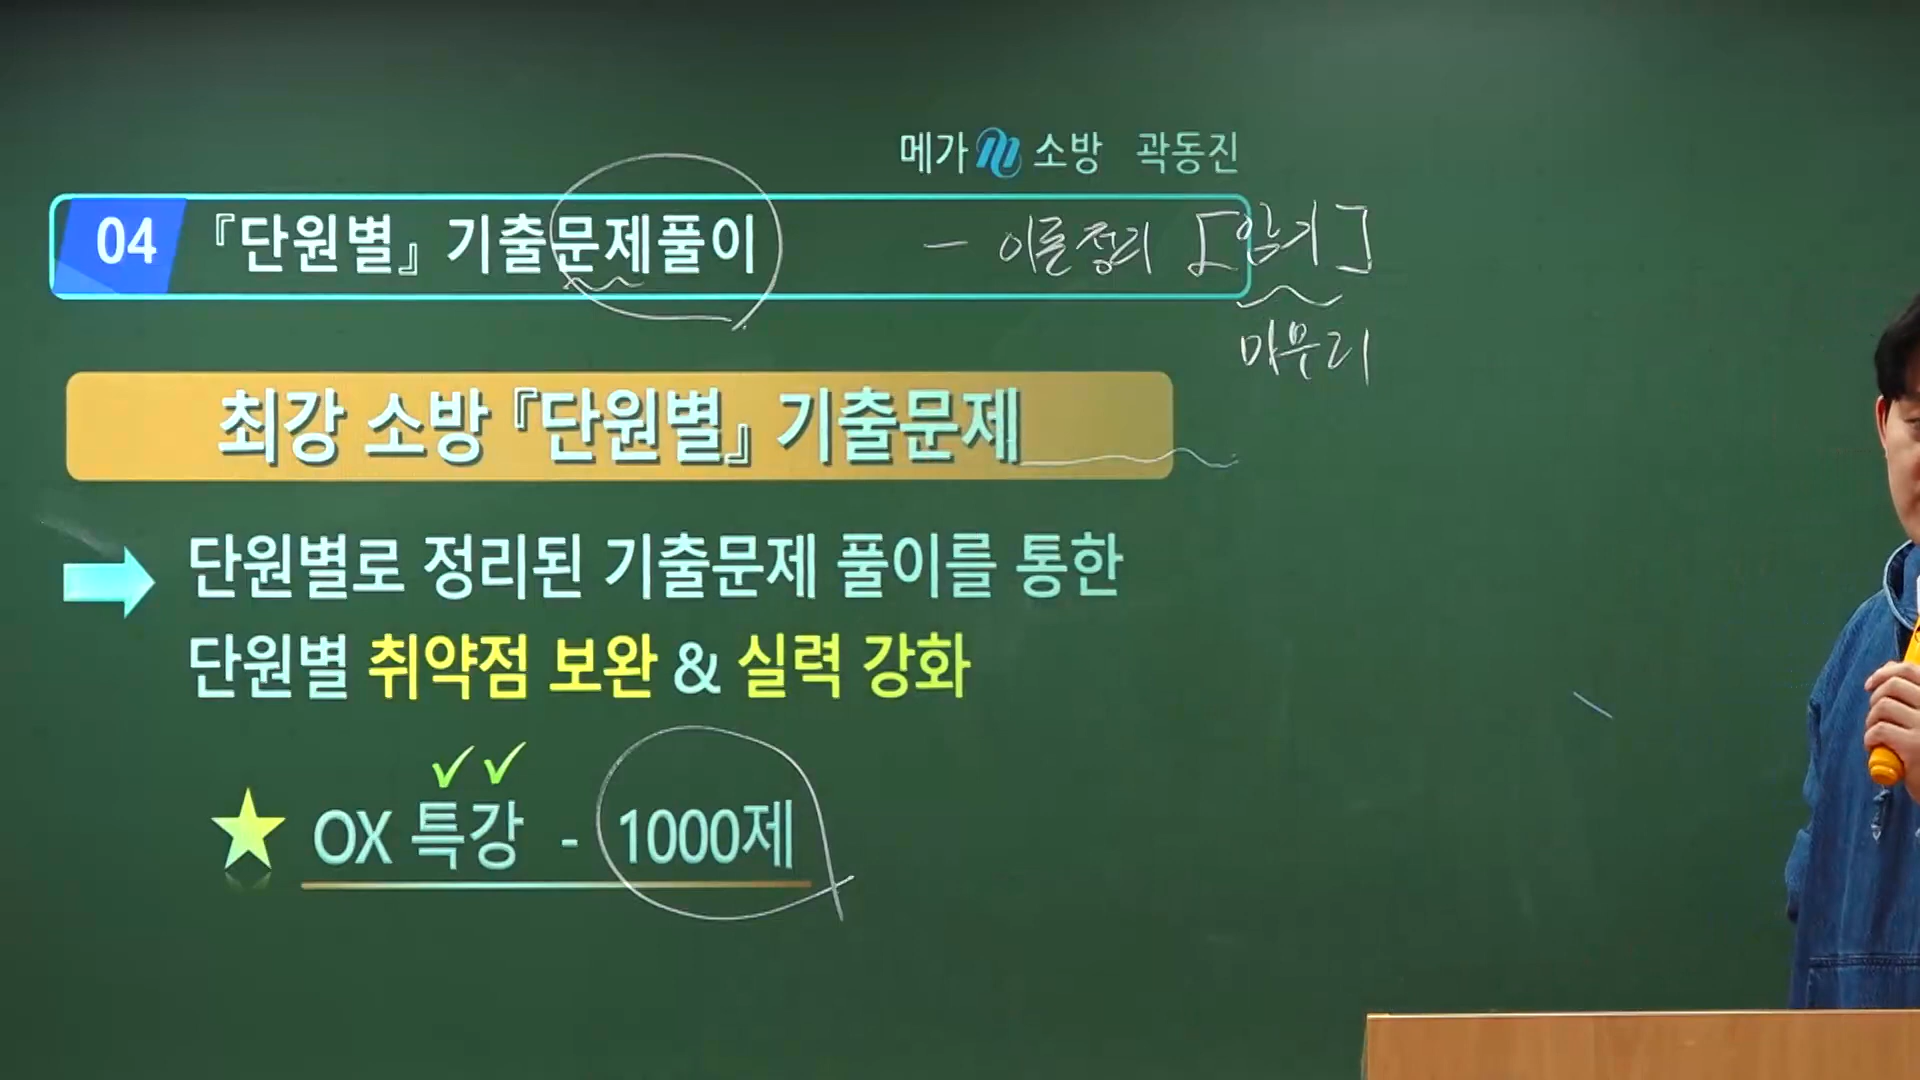 메가 소방 곽동진
04 『단원별』 기출문제풀이 - 이론정리 [암기]
마무리
최강 소방 『단원별』 기출문제
단원별로 정리된 기출문제 풀이를 통한
단원별 취약점 보완 & 실력 강화
★ OX 특강 - 1000제